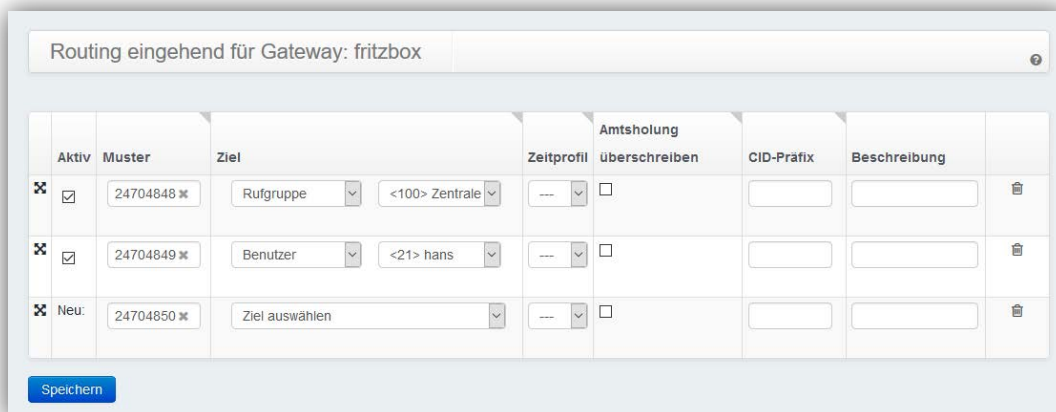 Routing eingehend für Gateway: fritzbox
Aktiv Muster Ziel Zeitprofil Amtsholung überschreiben CID-Präfix Beschreibung
24704848 Rufgruppe <100> Zentrale ---
24704849 Benutzer <21> hans ---
Neu: 24704850 Ziel auswählen ---
Speichern